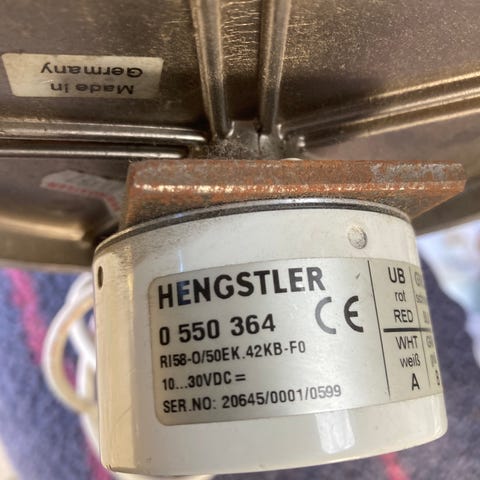 Made in
Germany
HENGSTLER
0 550 364
CE
RI58-O/50EK.42KB-F0
10...30VDC =
SER.NO: 20645/0001/0599
UB
rot
RED
WHT
weiß
A